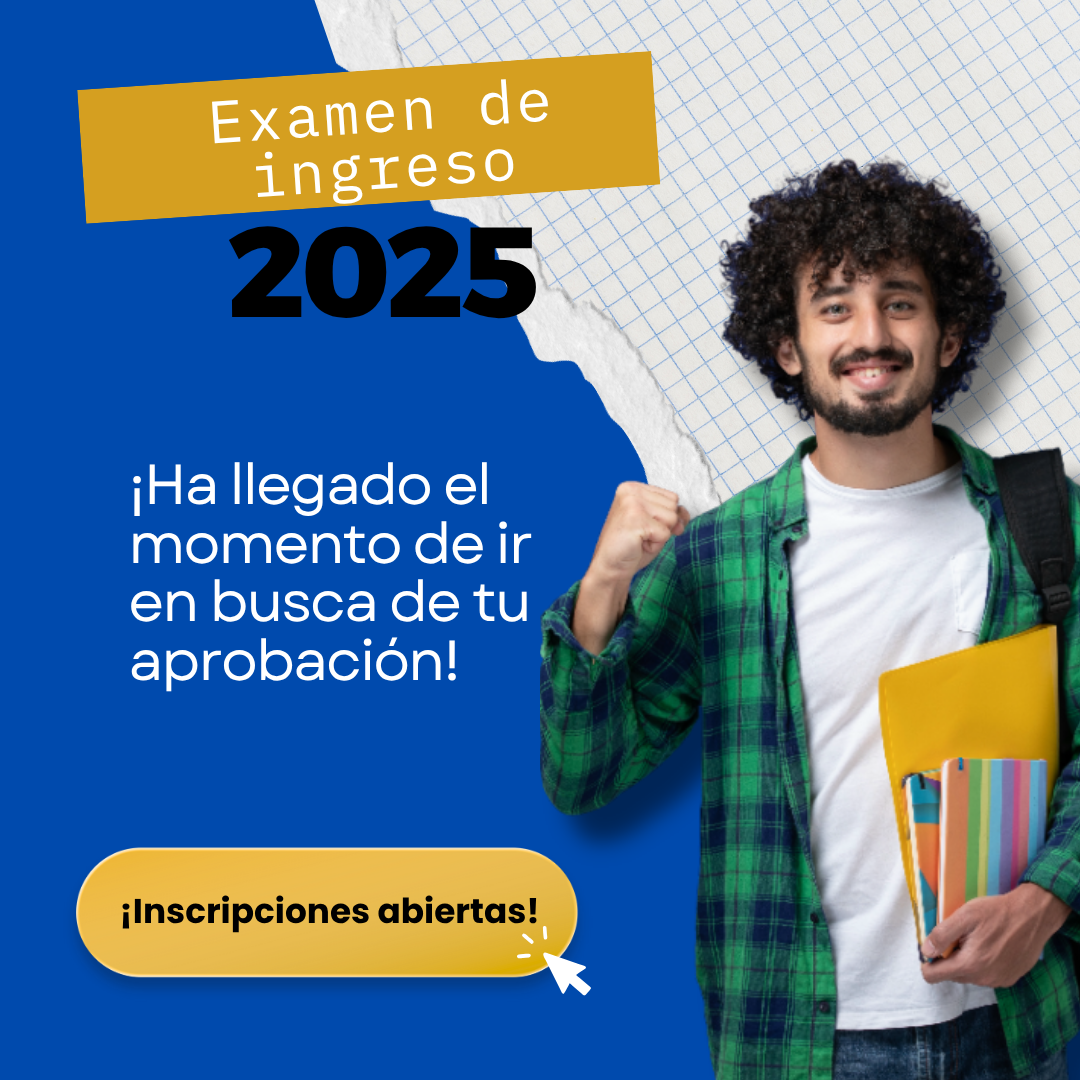 Examen de
ingreso
2025
¡Ha llegado el
momento de ir
en busca de tu
aprobación!
¡Inscripciones abiertas!